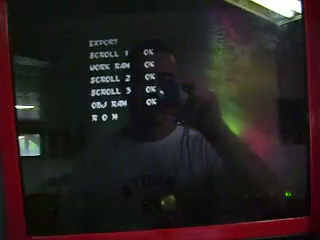 EXPORT
SCROLL 1 OK
WORK RAM OK
SCROLL 2 OK
SCROLL 3 OK
OBJ RAM OK
R O M